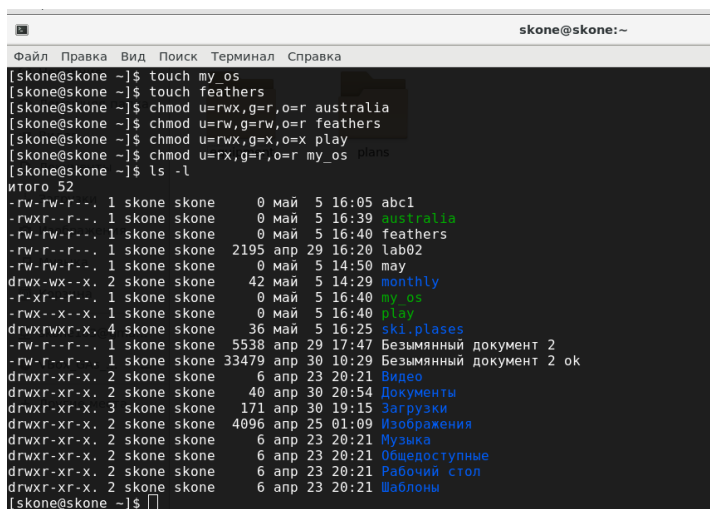 skone@skone:~
Файл Правка Вид Поиск Терминал Справка
[skone@skone ~]$ touch my_os
[skone@skone ~]$ touch feathers
[skone@skone ~]$ chmod u=rwx,g=r,o=r australia
[skone@skone ~]$ chmod u=rw,g=rw,o=r feathers
[skone@skone ~]$ chmod u=rwx,g=x,o=x play
[skone@skone ~]$ chmod u=rx,g=r,o=r my_os
plans
[skone@skone ~]$ ls -l
итого 52
-rw-rw-r--. 1 skone skone 0 май 5 16:05 abc1
-rwxr--r--. 1 skone skone 0 май 5 16:39 australia
-rw-rw-r--. 1 skone skone 0 май 5 16:40 feathers
-rw-r--r--. 1 skone skone 2195 апр 29 16:20 lab02
-rw-rw-r--. 1 skone skone 0 май 5 14:50 may
drwx-wx--x. 2 skone skone 42 май 5 14:29 monthly
-r-xr--r--. 1 skone skone 0 май 5 16:40 my_os
-rwx--x--x. 1 skone skone 0 май 5 16:40 play
drwxrwxr-x. 4 skone skone 36 май 5 16:25 ski.plases
-rw-r--r--. 1 skone skone 5538 апр 29 17:47 Безымянный документ 2
-rw-r--r--. 1 skone skone 33479 апр 30 10:29 Безымянный документ 2 ok
drwxr-xr-x. 2 skone skone 6 апр 23 20:21 Видео
drwxr-xr-x. 2 skone skone 40 апр 30 20:54 Документы
drwxr-xr-x. 3 skone skone 171 апр 30 19:15 Загрузки
drwxr-xr-x. 2 skone skone 4096 апр 25 01:09 Изображения
drwxr-xr-x. 2 skone skone 6 апр 23 20:21 Музыка
drwxr-xr-x. 2 skone skone 6 апр 23 20:21 Общедоступные
drwxr-xr-x. 2 skone skone 6 апр 23 20:21 Рабочий стол
drwxr-xr-x. 2 skone skone 6 апр 23 20:21 Шаблоны
[skone@skone ~]$